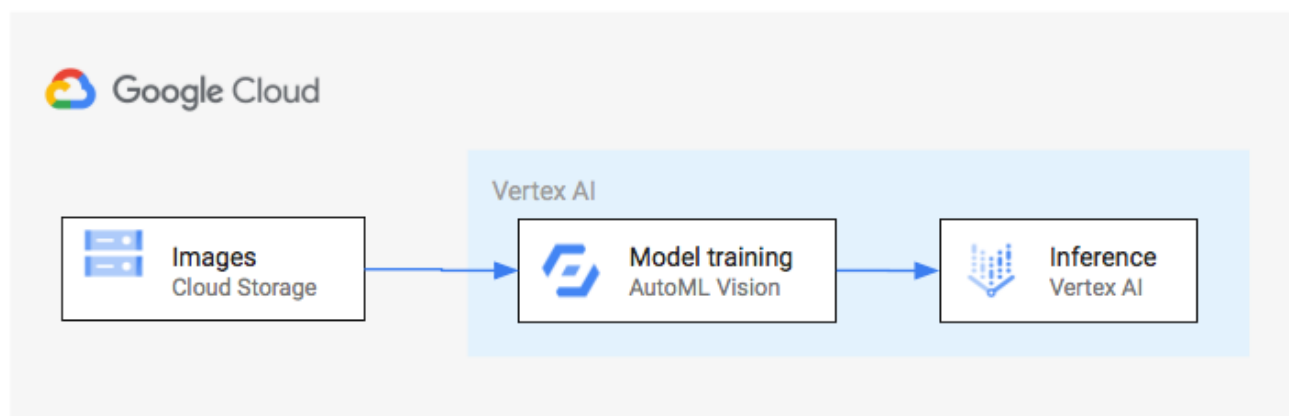 Google Cloud
Vertex AI
Images
Cloud Storage
Model training
AutoML Vision
Inference
Vertex AI